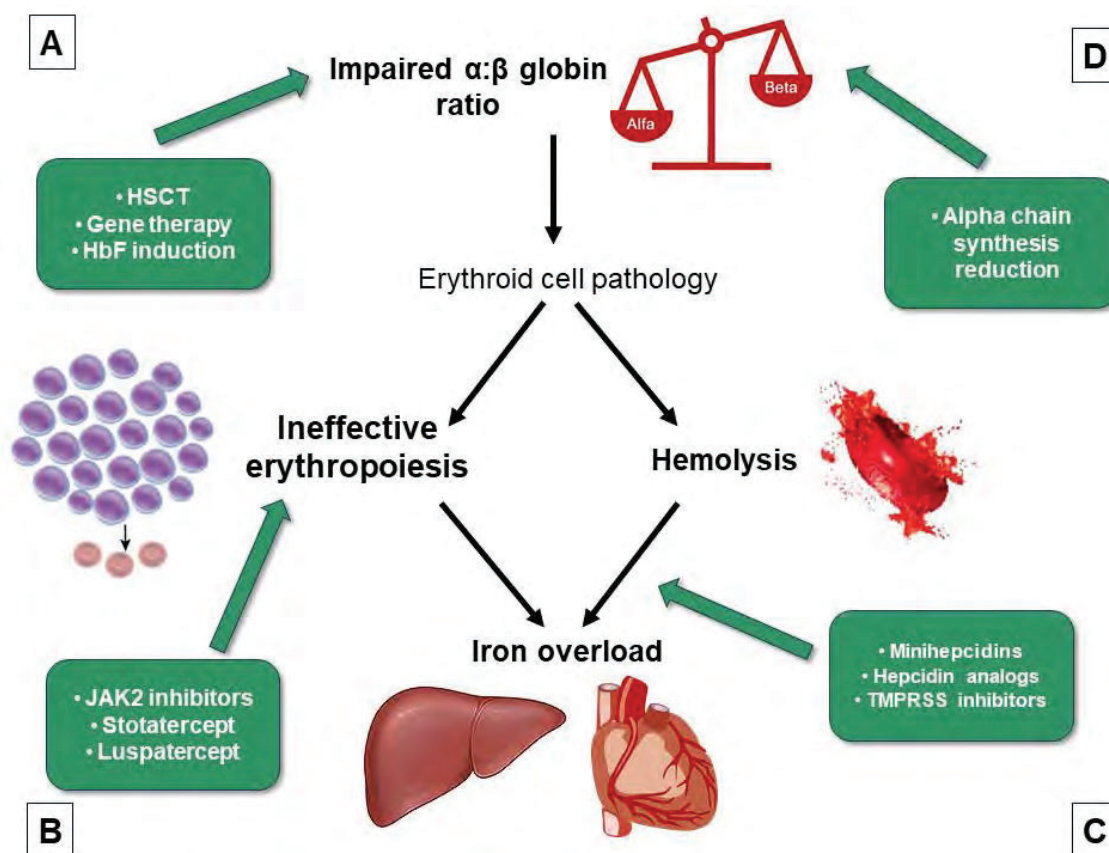 A
D
Impaired α:β globin
ratio
Alfa
Beta
• HSCT
• Gene therapy
• HbF induction
• Alpha chain
synthesis
reduction
Erythroid cell pathology
Ineffective
erythropoiesis
Hemolysis
Iron overload
• JAK2 inhibitors
• Stotatercept
• Luspatercept
• Minihepcidins
• Hepcidin analogs
• TMPRSS inhibitors
B
C